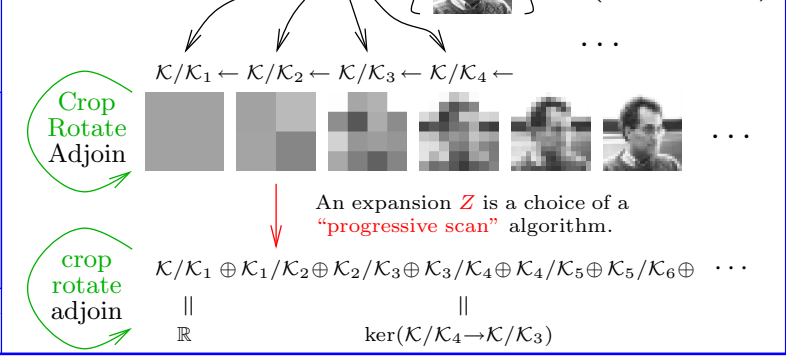 . . .
𝒦/𝒦₁ ← 𝒦/𝒦₂ ← 𝒦/𝒦₃ ← 𝒦/𝒦₄ ←
Crop
Rotate
Adjoin
. . .
An expansion Z is a choice of a
“progressive scan” algorithm.
crop
rotate
adjoin
𝒦/𝒦₁ ⊕ 𝒦₁/𝒦₂ ⊕ 𝒦₂/𝒦₃ ⊕ 𝒦₃/𝒦₄ ⊕ 𝒦₄/𝒦₅ ⊕ 𝒦₅/𝒦₆ ⊕ . . .
|| ||
ℝ ker(𝒦/𝒦₄→𝒦/𝒦₃)